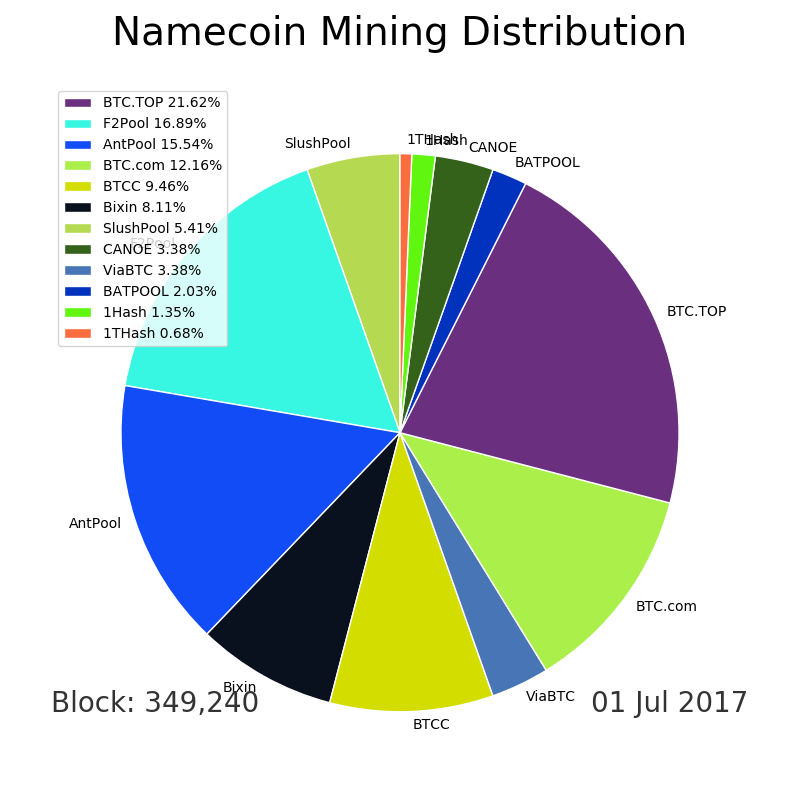 Namecoin Mining Distribution
BTC.TOP 21.62%
F2Pool 16.89%
AntPool 15.54%
BTC.com 12.16%
BTCC 9.46%
Bixin 8.11%
SlushPool 5.41%
CANOE 3.38%
ViaBTC 3.38%
BATPOOL 2.03%
1Hash 1.35%
1THash 0.68%
SlushPool
1THash
1Hash
CANOE
BATPOOL
F2Pool
BTC.TOP
AntPool
BTC.com
Bixin
ViaBTC
BTCC
Block: 349,240
01 Jul 2017